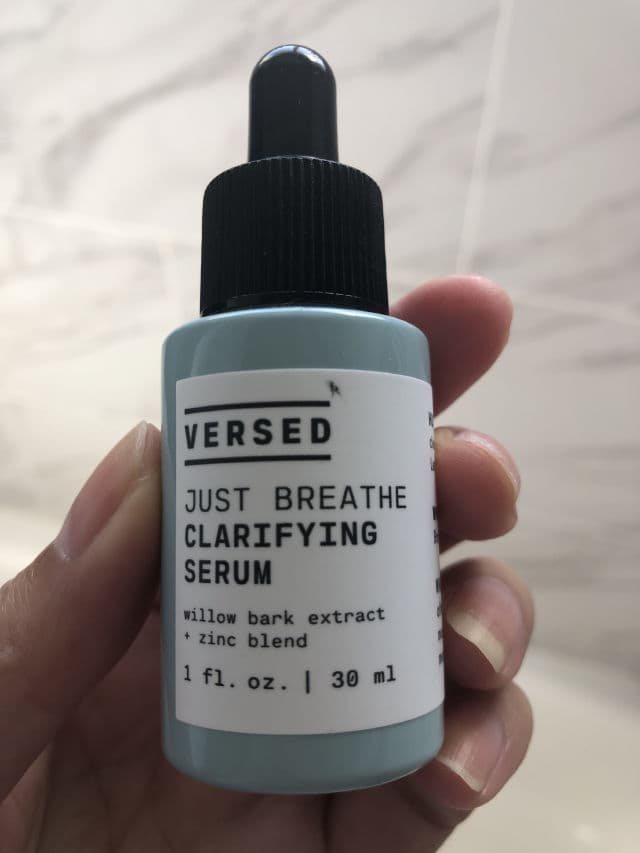 VERSED
JUST BREATHE
CLARIFYING
SERUM
willow bark extract
+ zinc blend
1 fl. oz. | 30 ml